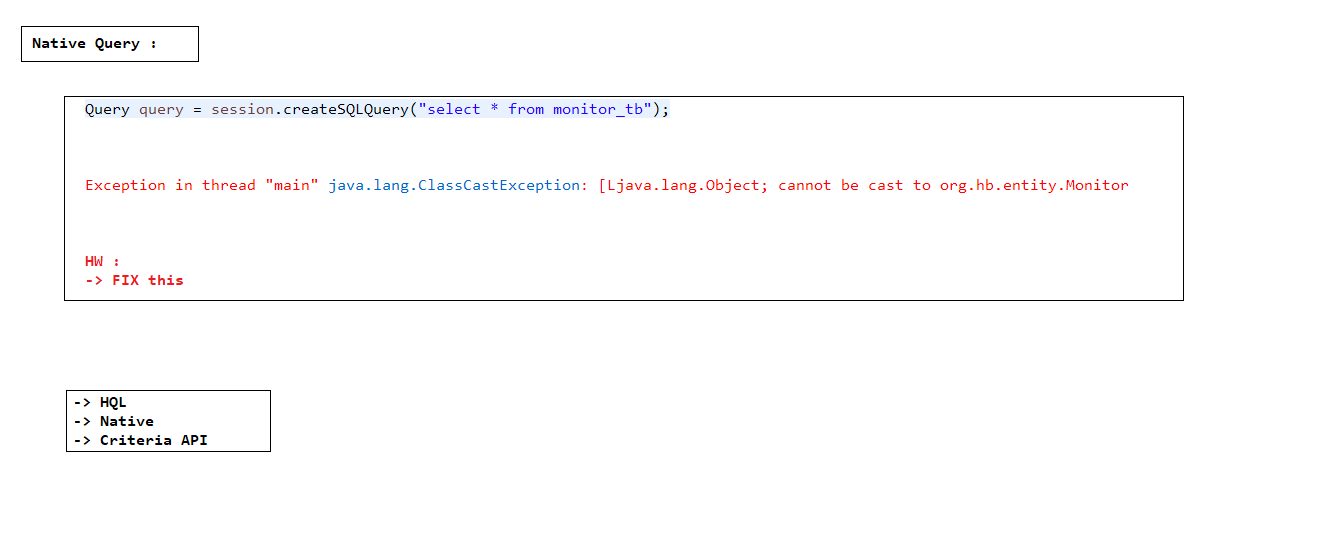 Native Query :
Query query = session.createSQLQuery("select * from monitor_tb");
Exception in thread "main" java.lang.ClassCastException: [Ljava.lang.Object; cannot be cast to org.hb.entity.Monitor
HW :
-> FIX this
-> HQL
-> Native
-> Criteria API